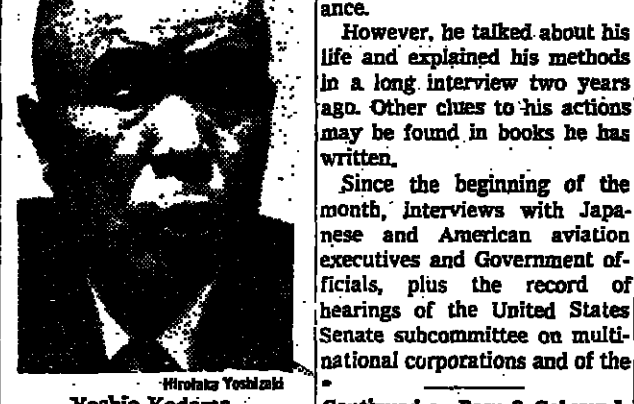 Hirotaka Yoshizaki
Yoshio Kodama
ance.
However, he talked about his
life and explained his methods
in a long interview two years
ago. Other clues to his actions
may be found in books he has
written.
Since the beginning of the
month, interviews with Japa-
nese and American aviation
executives and Government of-
ficials, plus the record of
hearings of the United States
Senate subcommittee on multi-
national corporations and of the